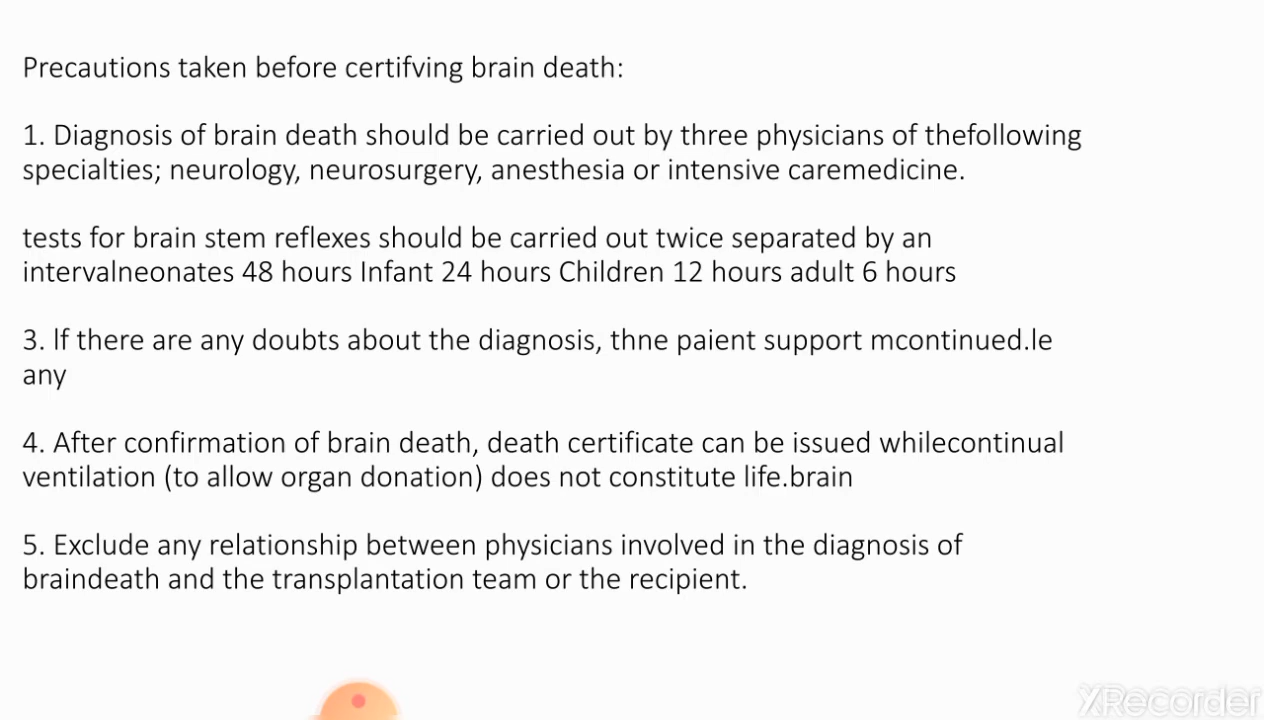 Precautions taken before certifving brain death:
1. Diagnosis of brain death should be carried out by three physicians of thefollowing
specialties; neurology, neurosurgery, anesthesia or intensive caremedicine.
tests for brain stem reflexes should be carried out twice separated by an
intervalneonates 48 hours Infant 24 hours Children 12 hours adult 6 hours
3. lf there are any doubts about the diagnosis, thne paient support mcontinued.le
any
4. After confirmation of brain death, death certificate can be issued whilecontinual
ventilation (to allow organ donation) does not constitute life.brain
5. Exclude any relationship between physicians involved in the diagnosis of
braindeath and the transplantation team or the recipient.
XRecorder